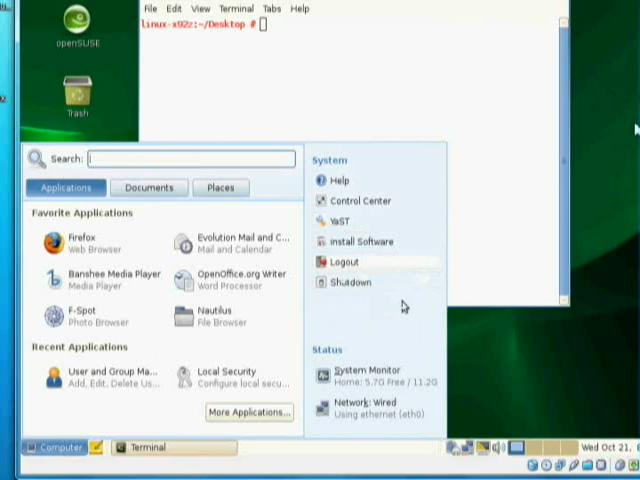 File Edit View Terminal Tabs Help
linux-x92z:~/Desktop #
openSUSE
Trash
Search:
Applications Documents Places
Favorite Applications
Firefox
Web Browser
Evolution Mail and C...
Mail and Calendar
Banshee Media Player
Media Player
OpenOffice.org Writer
Word Processor
F-Spot
Photo Browser
Nautilus
File Browser
Recent Applications
User and Group Ma...
Add, Edit, Delete Us...
Local Security
Configure local secu...
More Applications...
System
Help
Control Center
YaST
Install Software
Logout
Shutdown
Status
System Monitor
Home: 5.7G Free / 11.2G
Network: Wired
Using ethernet (eth0)
Computer
Terminal
Wed Oct 21,